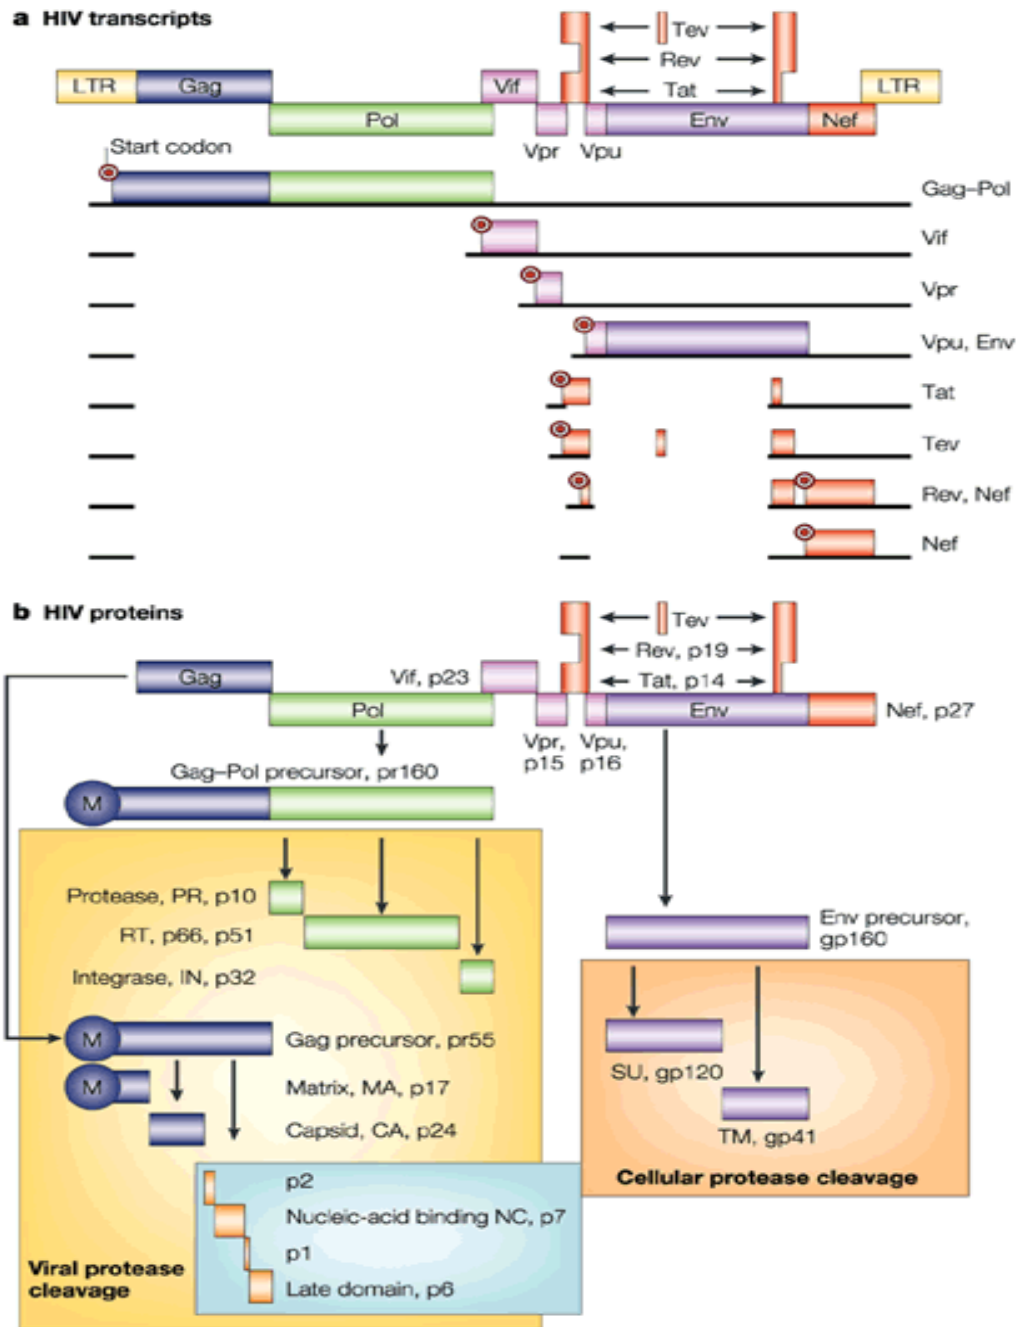 a HIV transcripts
Tev
Rev
Tat
LTR
Gag
Vif
LTR
Pol
Env
Nef
Vpr
Vpu
Start codon
Gag–Pol
Vif
Vpr
Vpu, Env
Tat
Tev
Rev, Nef
Nef
b HIV proteins
Tev
Rev, p19
Tat, p14
Gag
Vif, p23
Pol
Env
Nef, p27
Vpr,
p15
Vpu,
p16
Gag–Pol precursor, pr160
M
Protease, PR, p10
RT, p66, p51
Integrase, IN, p32
Env precursor,
gp160
M
Gag precursor, pr55
SU, gp120
M
Matrix, MA, p17
Capsid, CA, p24
TM, gp41
Cellular protease cleavage
p2
Nucleic-acid binding NC, p7
p1
Late domain, p6
Viral protease
cleavage